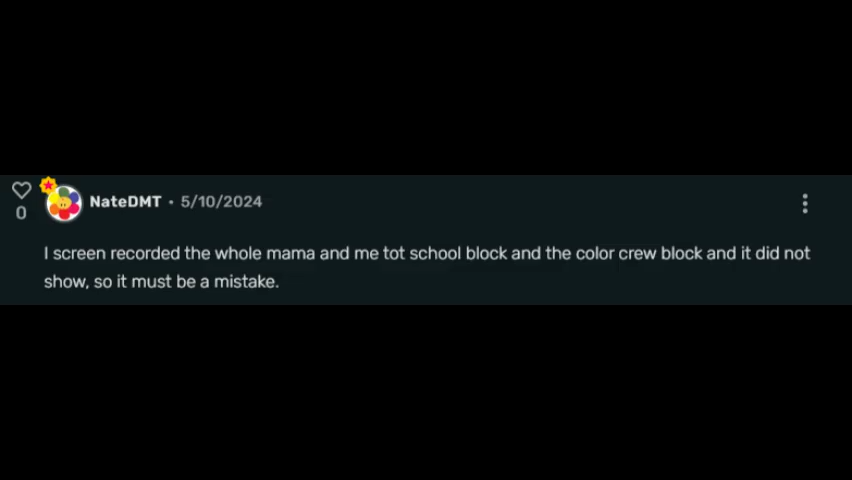 NateDMT • 5/10/2024
0
I screen recorded the whole mama and me tot school block and the color crew block and it did not
show, so it must be a mistake.